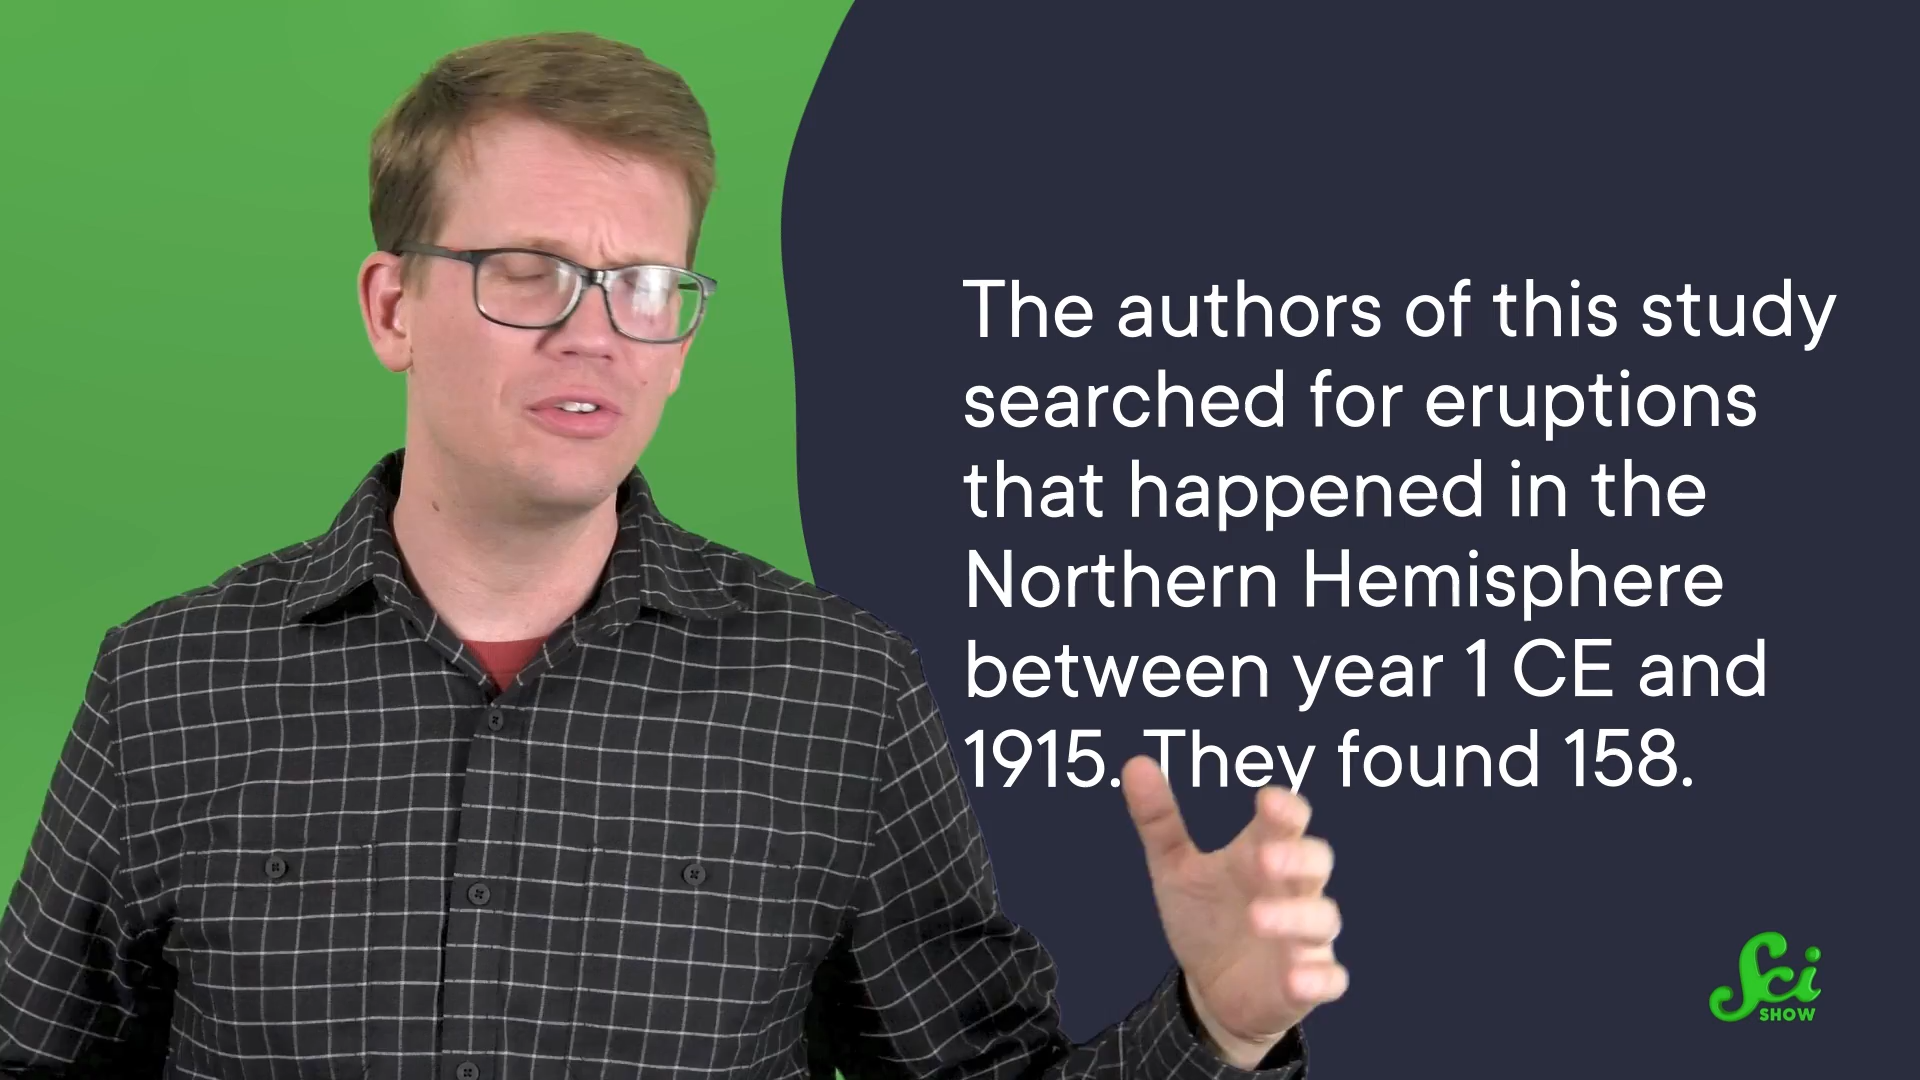 The authors of this study
searched for eruptions
that happened in the
Northern Hemisphere
between year 1 CE and
1915. They found 158.
Sci
SHOW